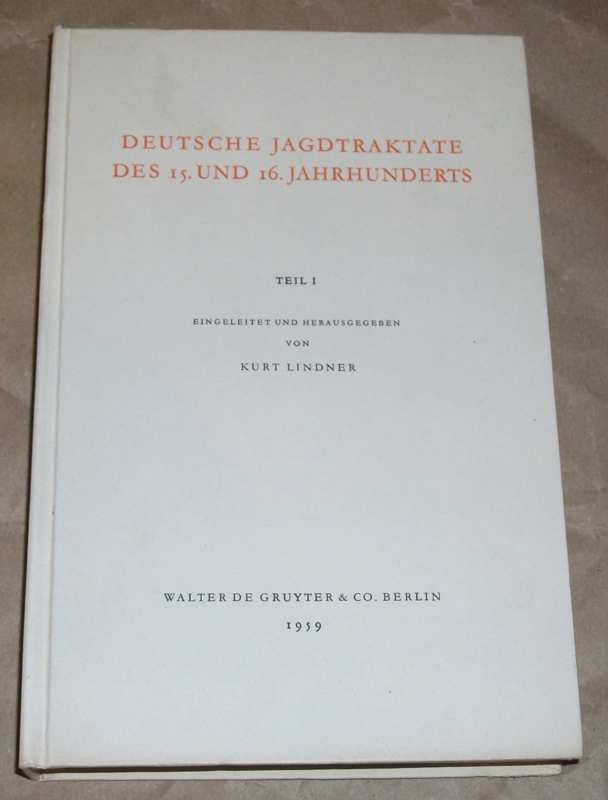 DEUTSCHE JAGDTRAKTATE
DES 15. UND 16. JAHRHUNDERTS
TEIL I
EINGELEITET UND HERAUSGEGEBEN
VON
KURT LINDNER
WALTER DE GRUYTER & CO. BERLIN
1959